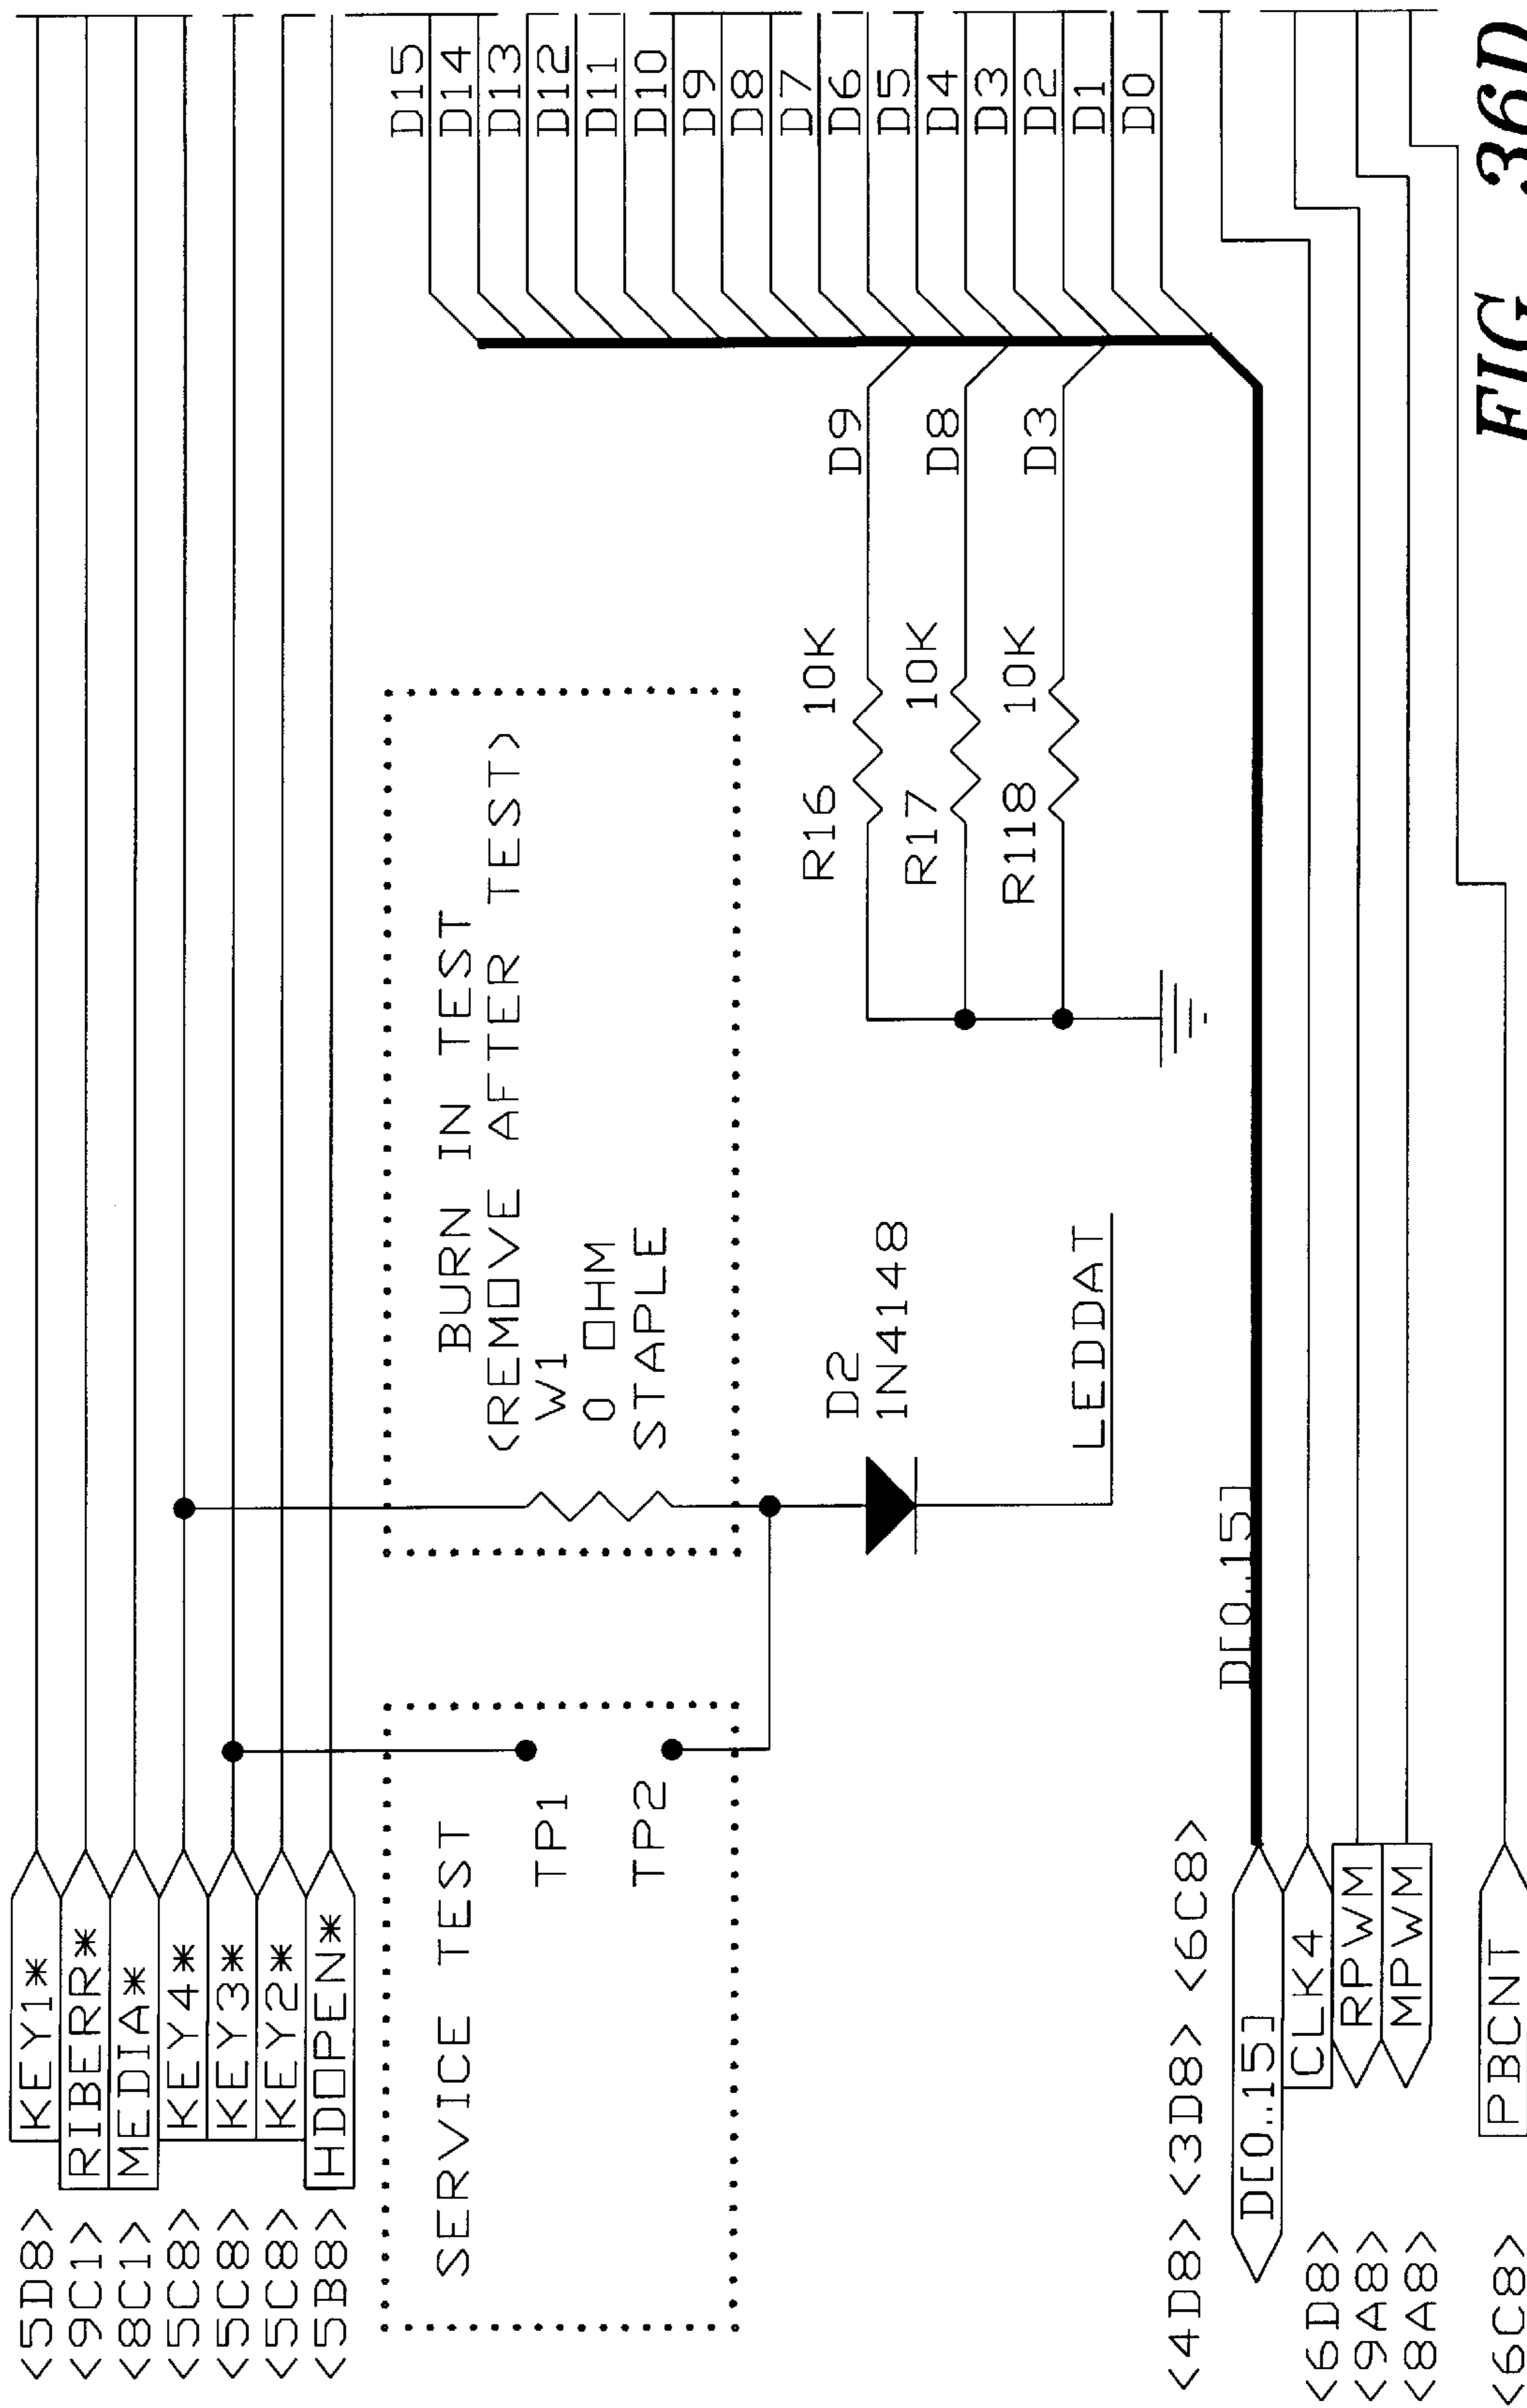 <5D8> KEY1*
<9C1> RIBERR*
<8C1> MEDIA*
<5C8> KEY4*
<5C8> KEY3*
<5C8> KEY2*
<5B8> HDOPEN*
D15
D14
D13
D12
D11
D10
D9
D8
D7
D6
D5
D4
D3
D2
D1
D0
SERVICE TEST
TP1
TP2
BURN IN TEST
<REMOVE AFTER TEST>
W1
0 OHM
STAPLE
D2
1N4148
LEDDAT
R16 10K
D9
R17 10K
D8
R118 10K
D3
<4D8> <3D8> <6C8>
D[0..15]
D[0..15]
<6D8> CLK4
<9A8> RPWM
<8A8> MPWM
<6C8> PBCNT
FIG 36D